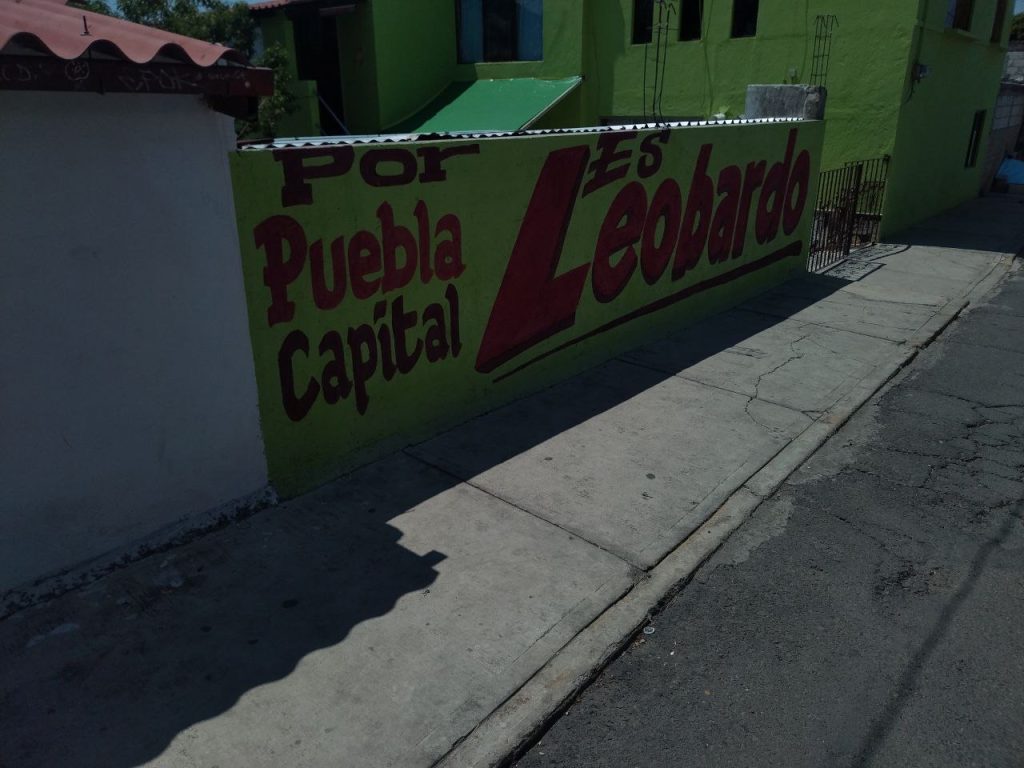 Por
Puebla
Capital
Es
Leobardo